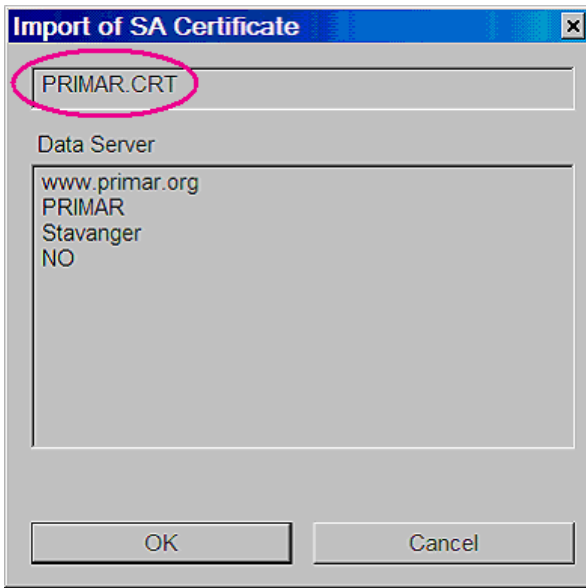 Import of SA Certificate
PRIMAR.CRT
Data Server
www.primar.org
PRIMAR
Stavanger
NO
OK
Cancel